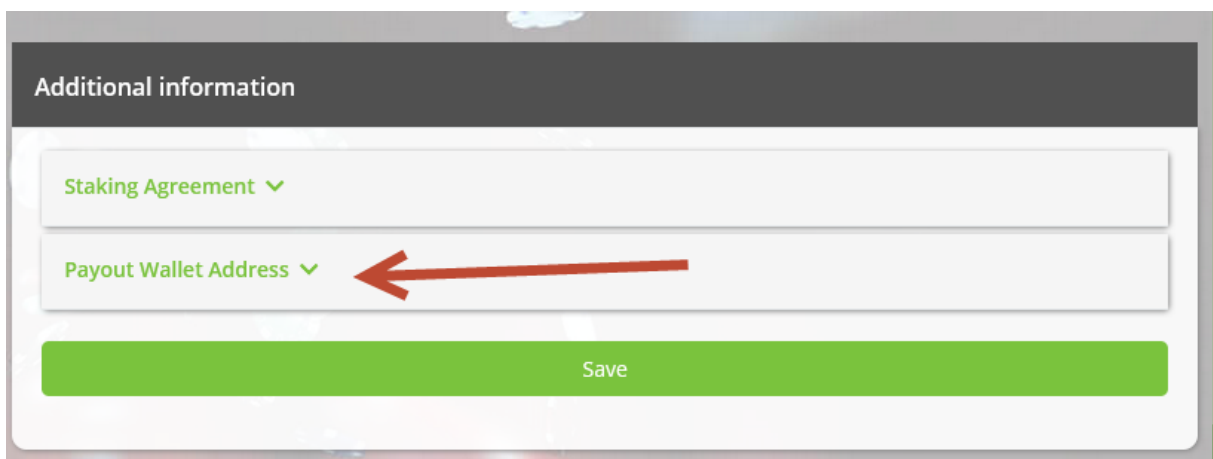 Additional information
Staking Agreement
Payout Wallet Address
Save